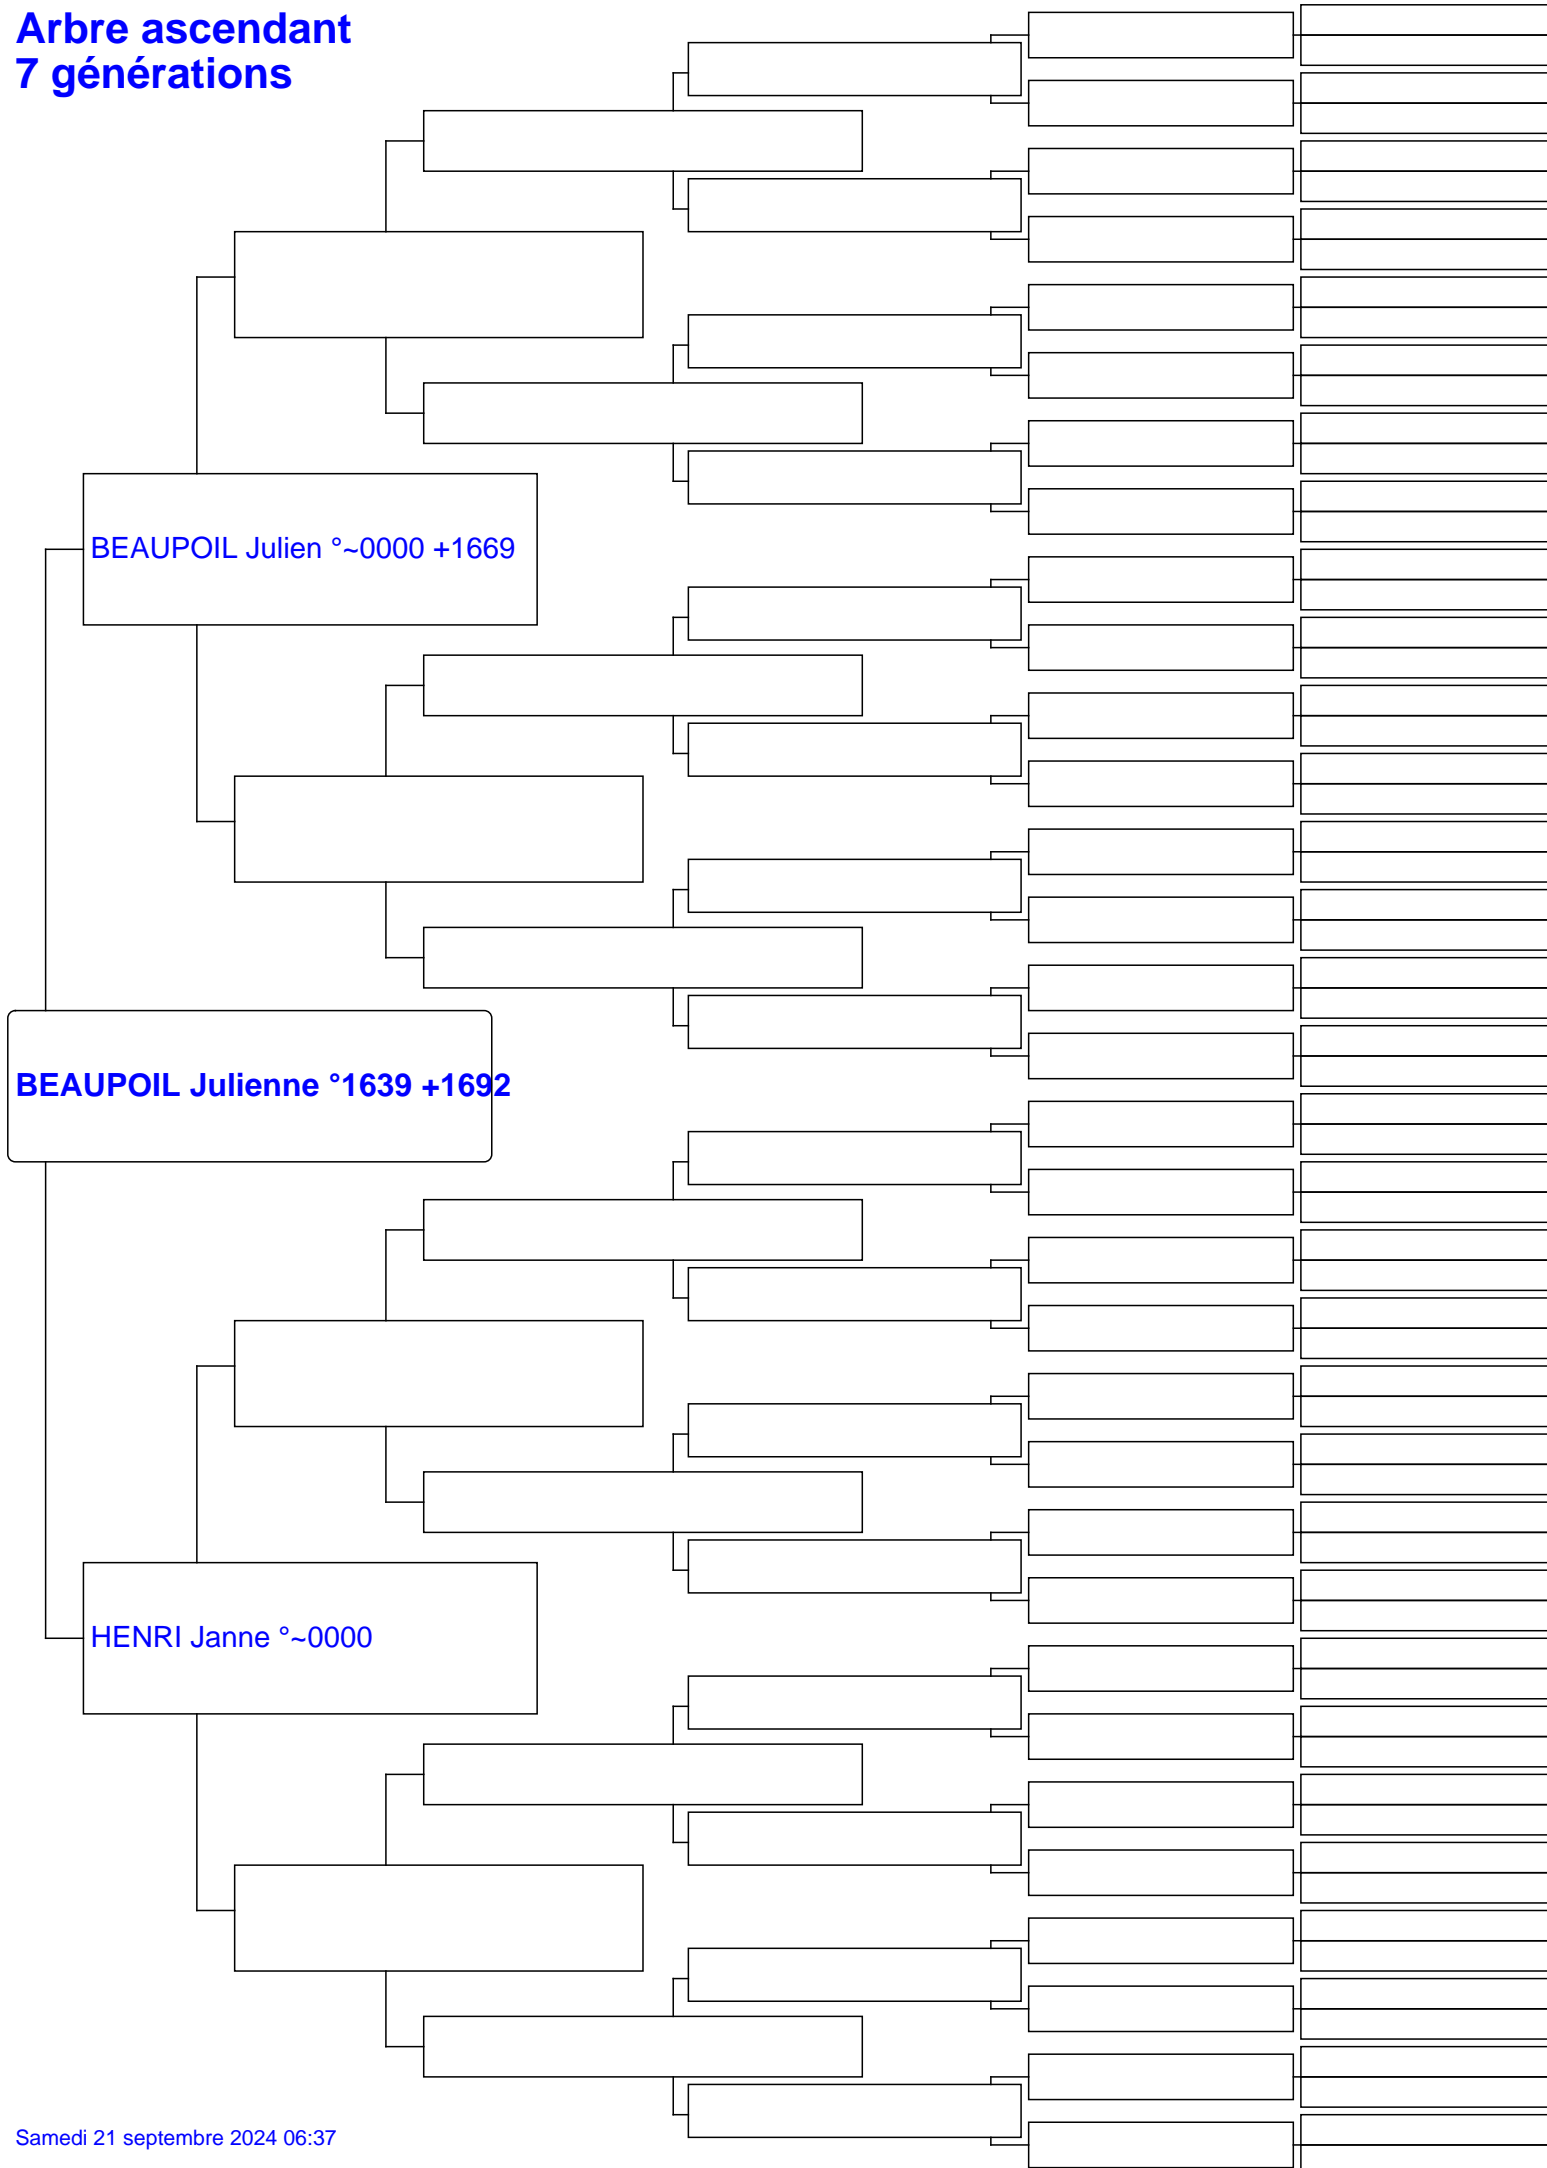 Arbre ascendant
7 générations
BEAUPOIL Julien °~0000 +1669
BEAUPOIL Julienne °1639 +1692
HENRI Janne °~0000
Samedi 21 septembre 2024 06:37